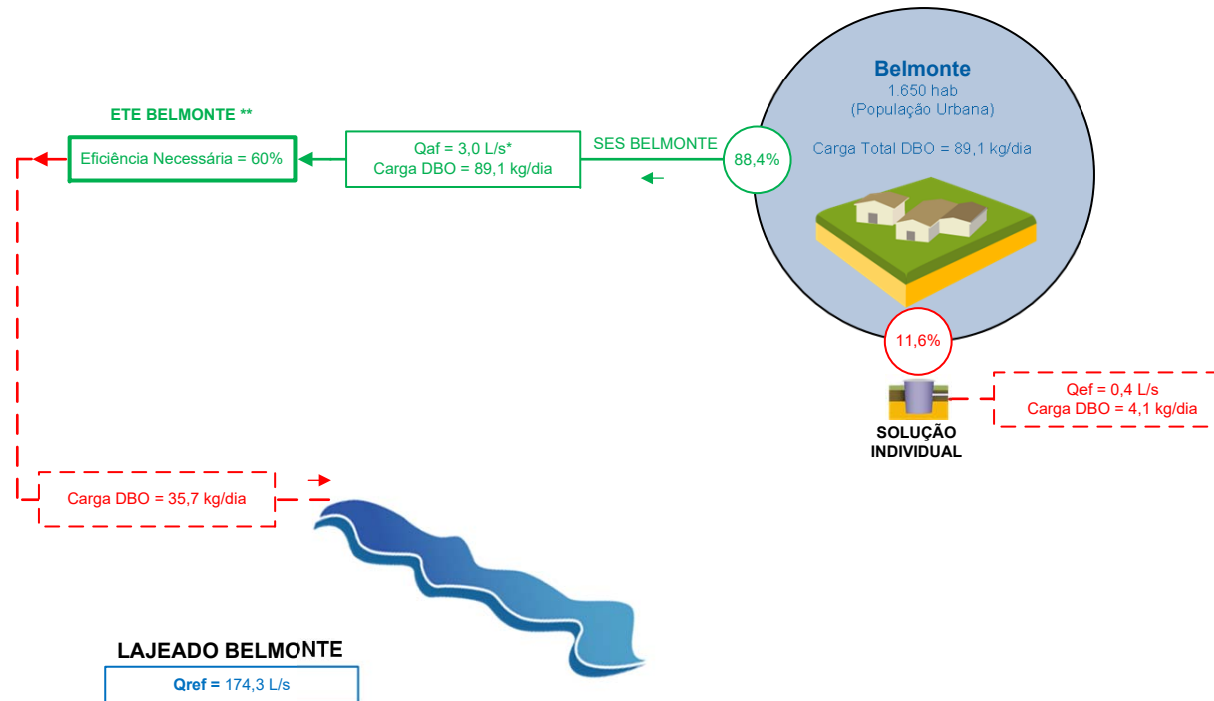 Belmonte
1.650 hab
(População Urbana)
Carga Total DBO = 89,1 kg/dia
ETE BELMONTE **
Eficiência Necessária = 60%
Qaf = 3,0 L/s*
Carga DBO = 89,1 kg/dia
SES BELMONTE
88,4%
11,6%
Qef = 0,4 L/s
Carga DBO = 4,1 kg/dia
SOLUÇÃO
INDIVIDUAL
Carga DBO = 35,7 kg/dia
LAJEADO BELMONTE
Qref = 174,3 L/s